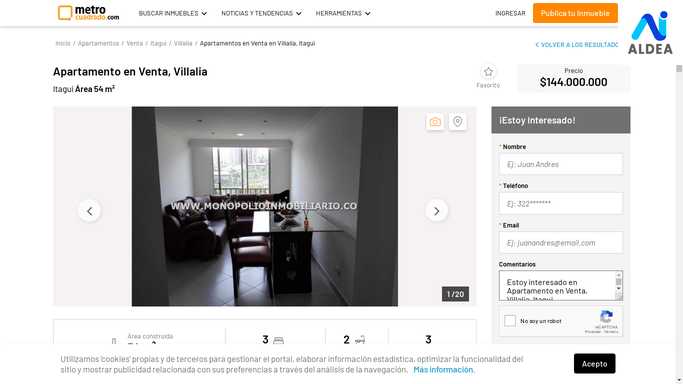 metro
cuadrado.com
BUSCAR INMUEBLES
NOTICIAS Y TENDENCIAS
HERRAMIENTAS
INGRESAR
Publica tu inmueble
AI
ALDEA
Inicio / Apartamentos / Venta / Itagui / Villalia / Apartamentos en Venta en Villalia, Itagui
VOLVER A LOS RESULTADO
Apartamento en Venta, Villalia
Itagui Área 54 m²
Favorito
Precio
$144.000.000
WWW.MONOPOLIOINMOBILIARIO.CO
1 / 20
¡Estoy Interesado!
* Nombre
Ej: Juan Andres
* Teléfono
Ej: 322*******
* Email
Ej: juanandres@email.com
Comentarios
Estoy interesado en
Apartamento en Venta,
Villalia, Itagui
No soy un robot
reCAPTCHA
Privacidad - Términos
Área construida
3
2
3
Utilizamos 'cookies' propias y de terceros para gestionar el portal, elaborar información estadística, optimizar la funcionalidad del
sitio y mostrar publicidad relacionada con sus preferencias a través del análisis de la navegación. Más información.
Acepto